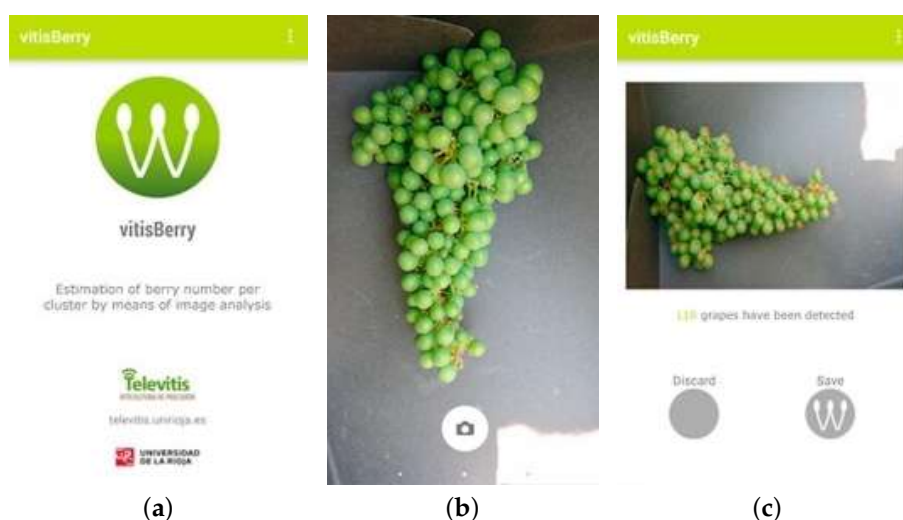 vitisBerry
vitisBerry
Estimation of berry number per
cluster by means of image analysis
Televitis
televitis.unirioja.es
UNIVERSIDAD
DE LA RIOJA
(a)
(b)
vitisBerry
grapes have been detected
Discard
Save
(c)